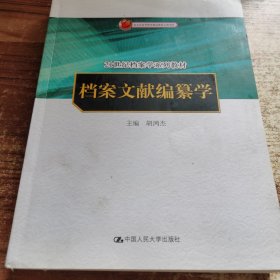 21世纪档案学系列教材
档案文献编纂学
主编 胡鸿杰
中国人民大学出版社